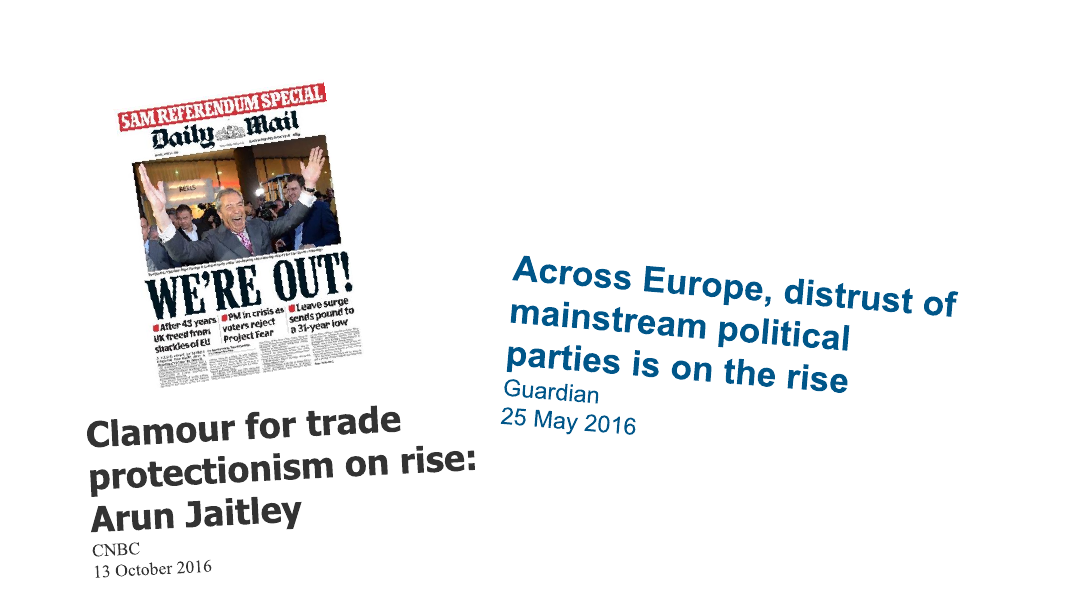 5AM REFERENDUM SPECIAL
Daily Mail
WE'RE OUT!
After 43 years
UK freed from
shackles of EU
PM in crisis as
voters reject
Project Fear
Leave surge
sends pound to
a 31-year low
Across Europe, distrust of
mainstream political
parties is on the rise
Guardian
25 May 2016
Clamour for trade
protectionism on rise:
Arun Jaitley
CNBC
13 October 2016